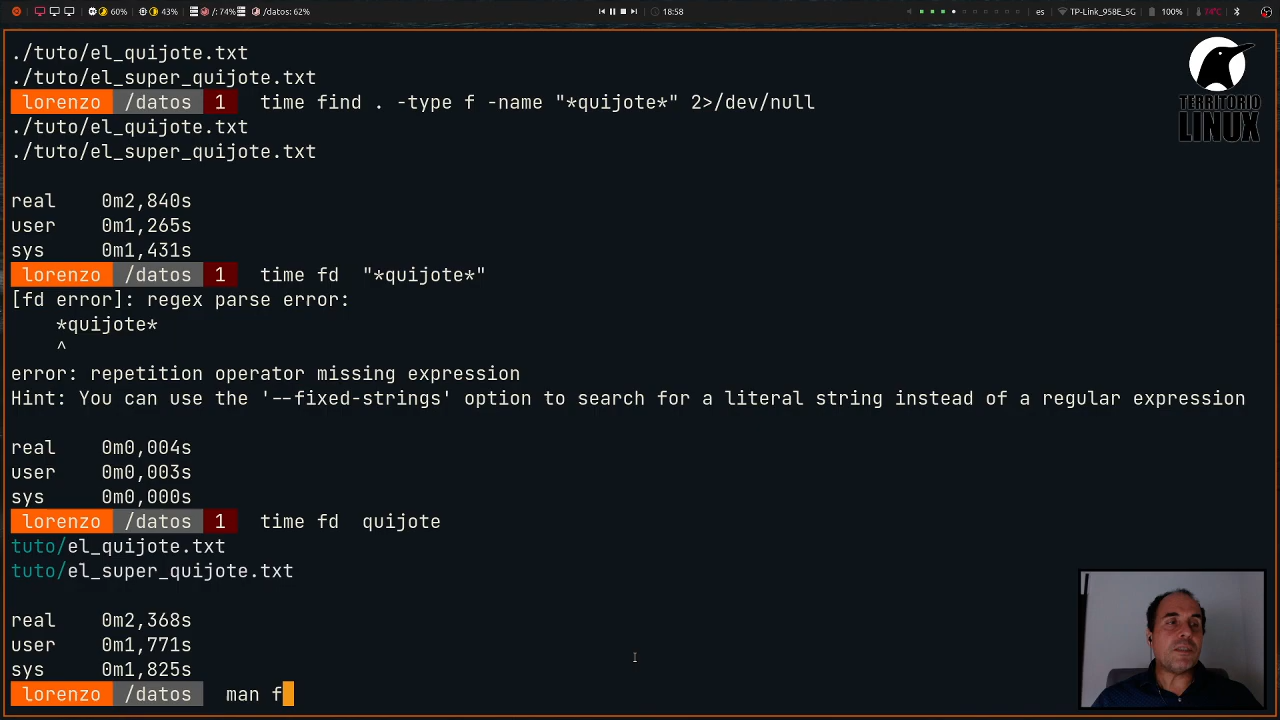 60% 43% /: 74% /datos: 62% 18:58 es TP-Link_958E_5G 100% 74°C
./tuto/el_quijote.txt
./tuto/el_super_quijote.txt
lorenzo /datos 1 time find . -type f -name "*quijote*" 2>/dev/null
./tuto/el_quijote.txt
./tuto/el_super_quijote.txt
real 0m2,840s
user 0m1,265s
sys 0m1,431s
lorenzo /datos 1 time fd "*quijote*"
[fd error]: regex parse error:
*quijote*
^
error: repetition operator missing expression
Hint: You can use the '--fixed-strings' option to search for a literal string instead of a regular expression
real 0m0,004s
user 0m0,003s
sys 0m0,000s
lorenzo /datos 1 time fd quijote
tuto/el_quijote.txt
tuto/el_super_quijote.txt
real 0m2,368s
user 0m1,771s
sys 0m1,825s
lorenzo /datos man f
TERRITORIO
LINUX